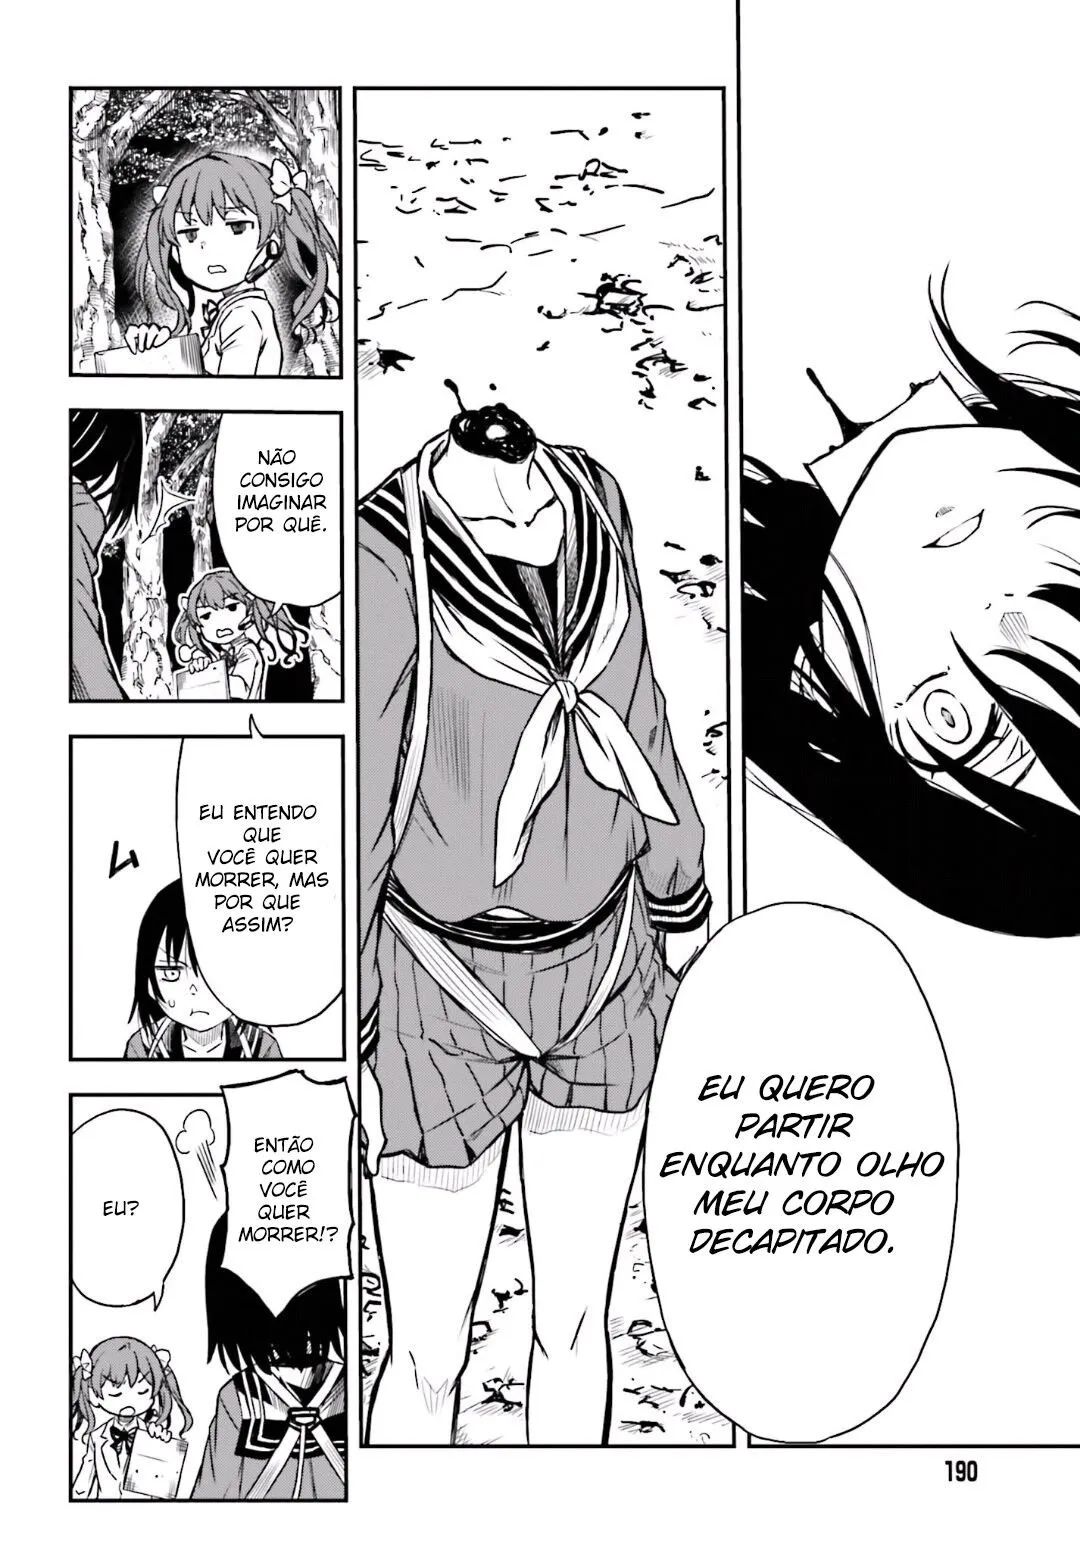 EU QUERO
PARTIR
ENQUANTO OLHO
MEU CORPO
DECAPITADO.
NÃO
CONSIGO
IMAGINAR
POR QUÊ.
EU ENTENDO
QUE
VOCÊ QUER
MORRER, MAS
POR QUE
ASSIM?
ENTÃO
COMO
VOCÊ
QUER
MORRER!?
EU?
190